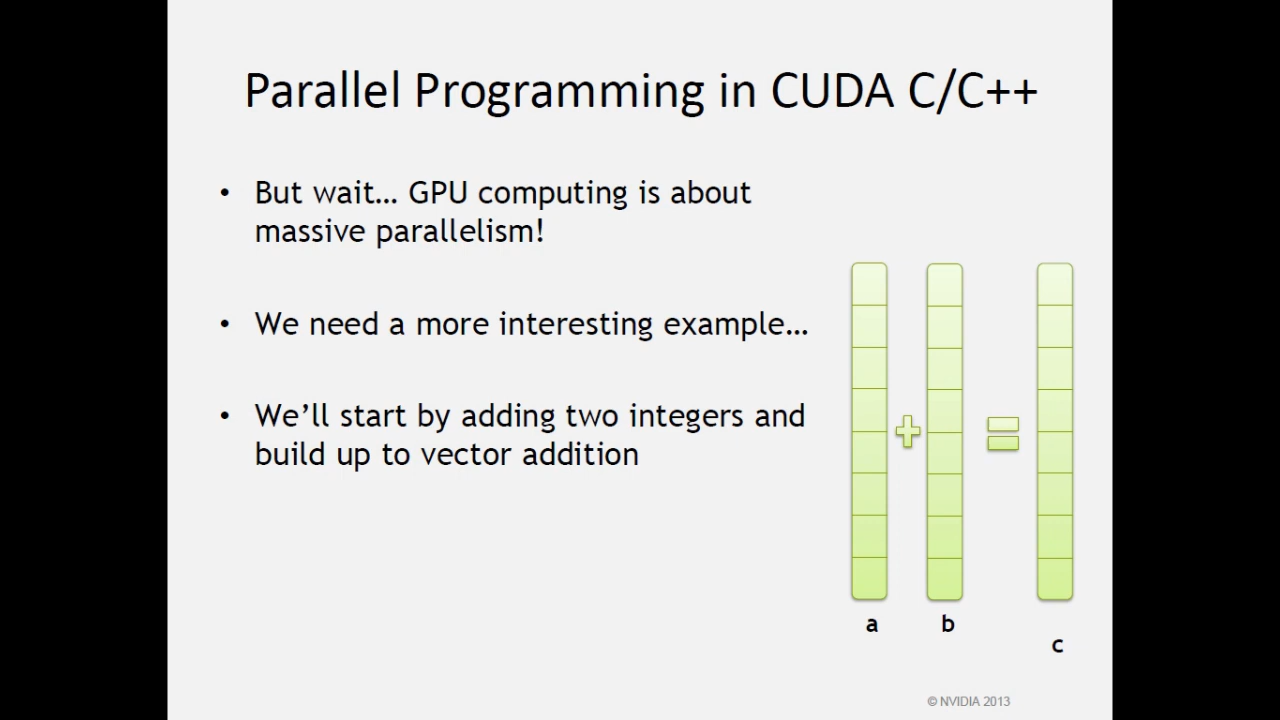 Parallel Programming in CUDA C/C++
• But wait… GPU computing is about
massive parallelism!
• We need a more interesting example…
• We’ll start by adding two integers and
build up to vector addition
+ =
a b
c
© NVIDIA 2013